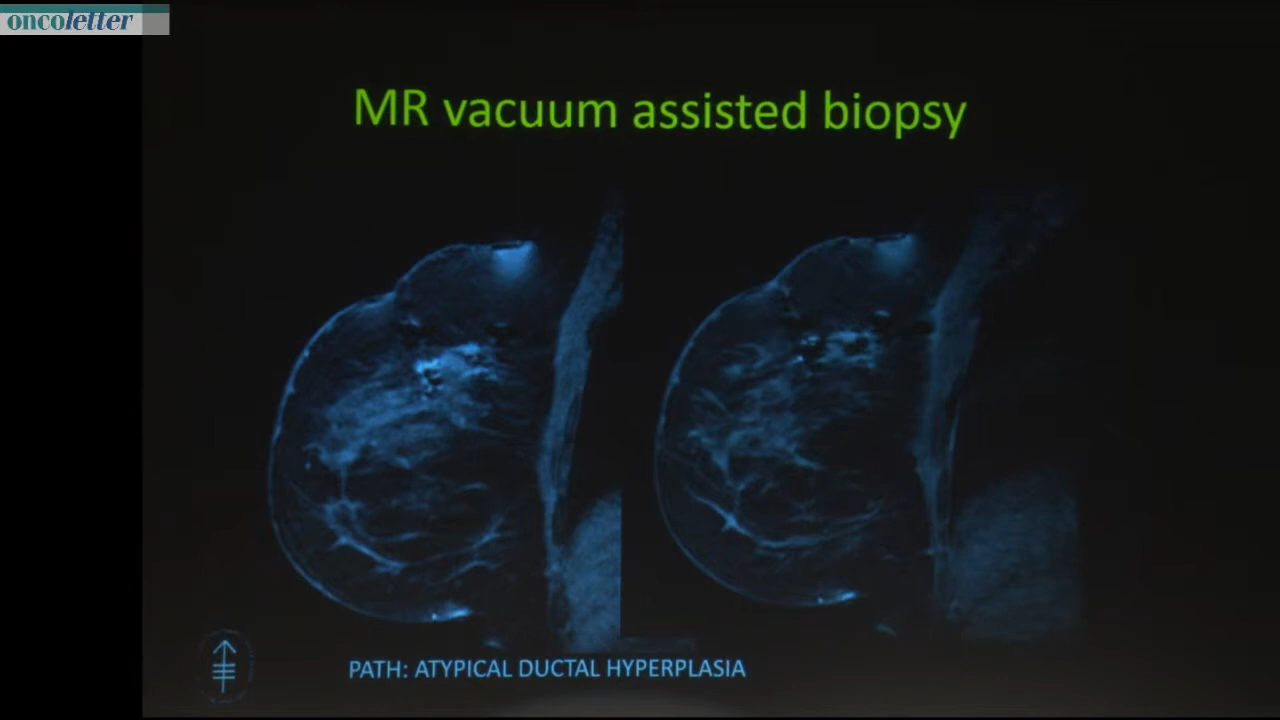 oncoletter
MR vacuum assisted biopsy
PATH: ATYPICAL DUCTAL HYPERPLASIA